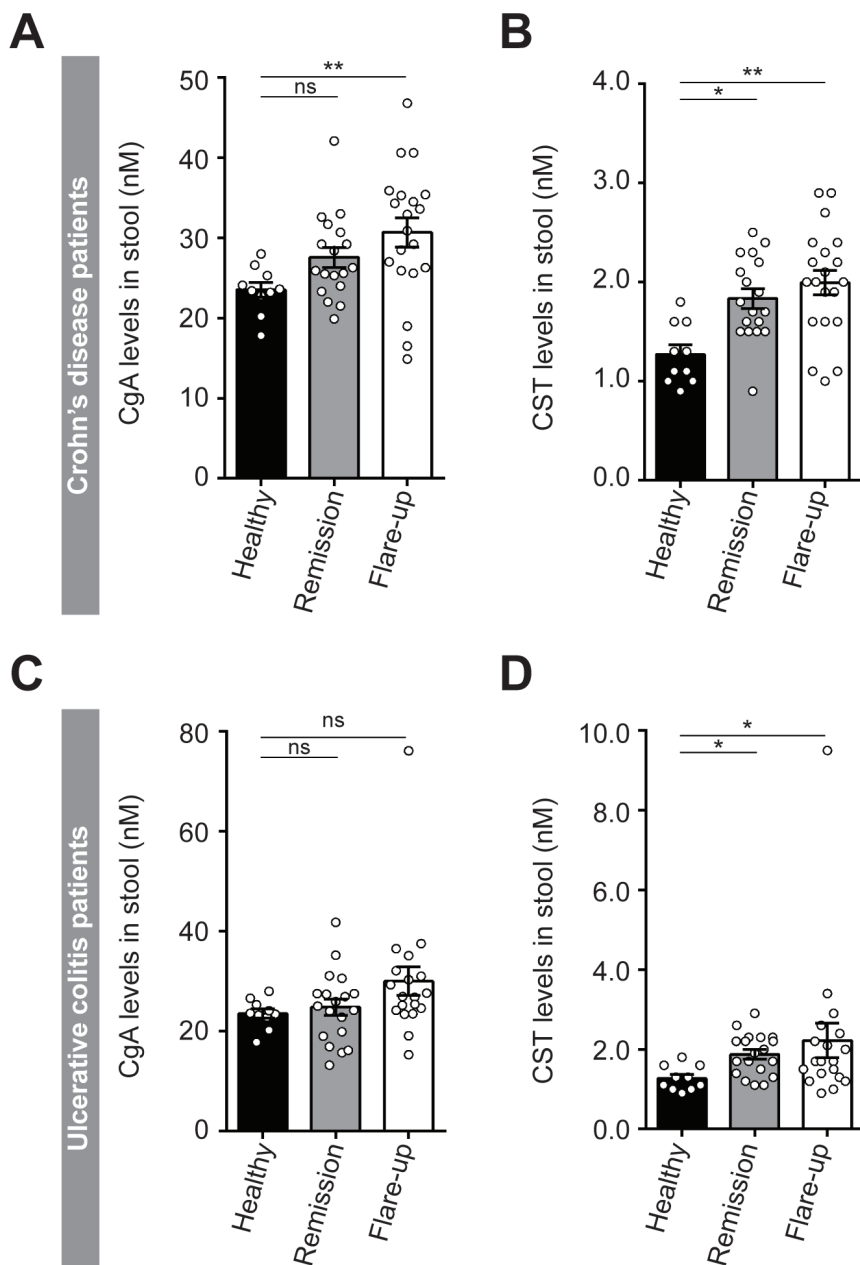 A
Crohn's disease patients
CgA levels in stool (nM)
50
40
30
20
10
0
**
ns
Healthy
Remission
Flare-up
B
CST levels in stool (nM)
4.0
3.0
2.0
1.0
0.0
**
*
Healthy
Remission
Flare-up
C
Ulcerative colitis patients
CgA levels in stool (nM)
80
60
40
20
0
ns
ns
Healthy
Remission
Flare-up
D
CST levels in stool (nM)
10.0
8.0
6.0
4.0
2.0
0.0
*
*
Healthy
Remission
Flare-up